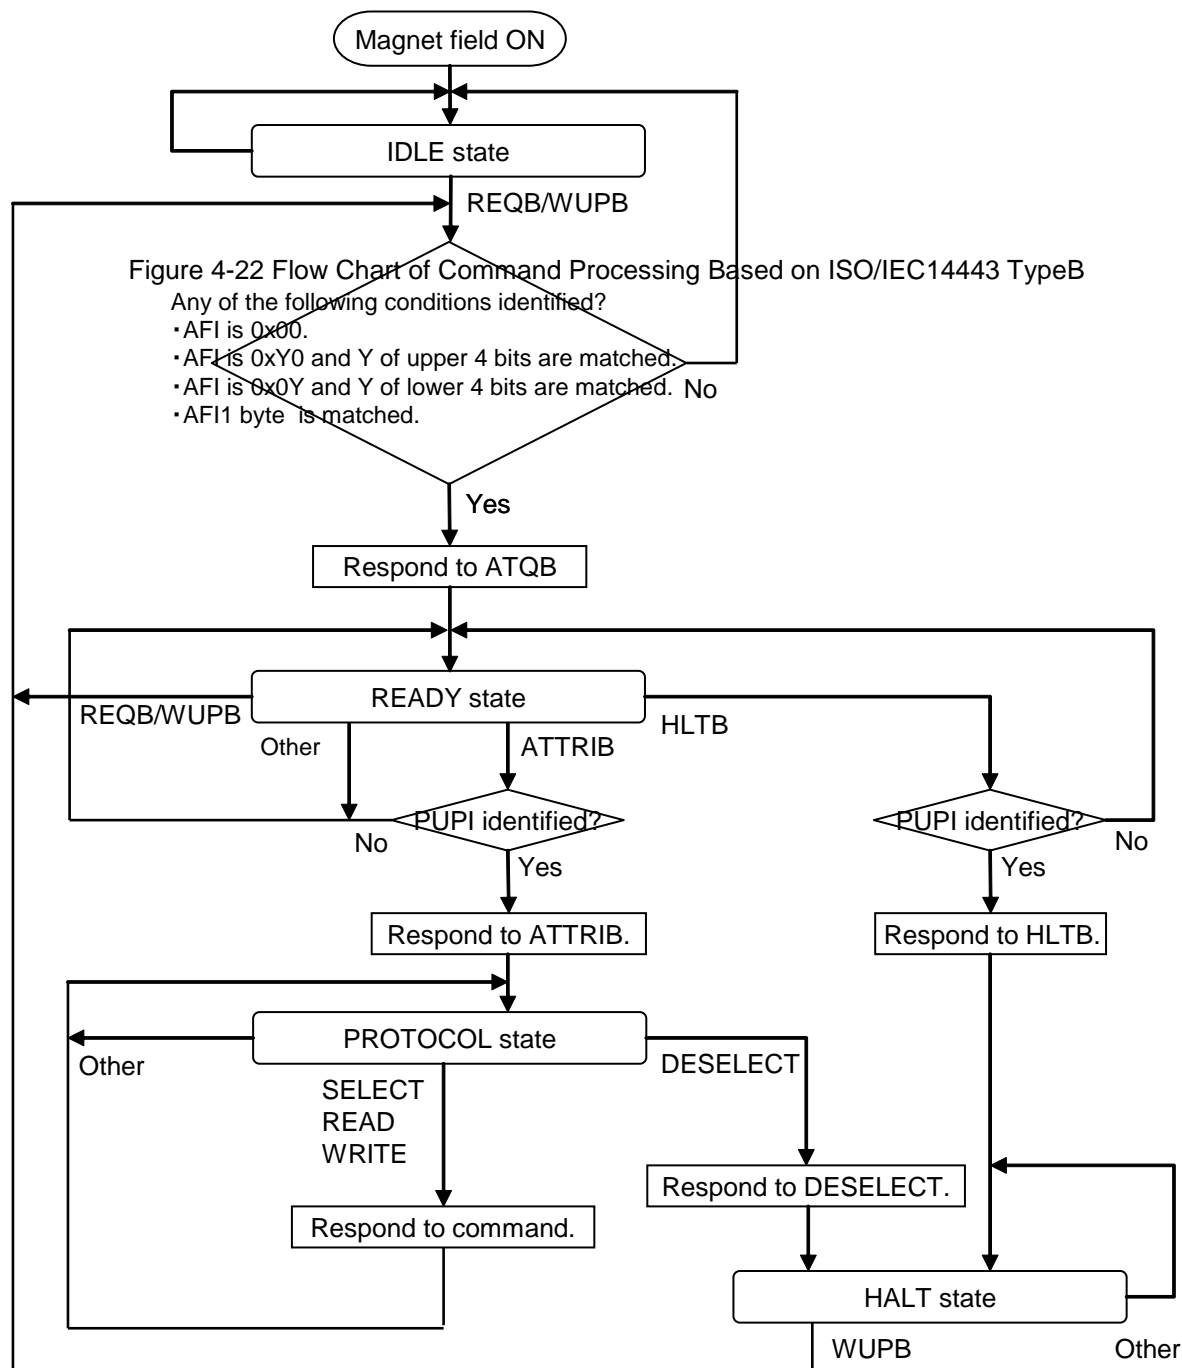 Magnet field ON
IDLE state
REQB/WUPB
Figure 4-22 Flow Chart of Command Processing Based on ISO/IEC14443 TypeB
Any of the following conditions identified?
・AFI is 0x00.
・AFI is 0xY0 and Y of upper 4 bits are matched.
・AFI is 0x0Y and Y of lower 4 bits are matched.
No
・AFI1 byte is matched.
Yes
Respond to ATQB
READY state
REQB/WUPB
Other
ATTRIB
HLTB
PUPI identified?
PUPI identified?
No
No
Yes
Yes
Respond to ATTRIB.
Respond to HLTB.
PROTOCOL state
Other
DESELECT
SELECT
READ
WRITE
Respond to DESELECT.
Respond to command.
HALT state
WUPB
Other